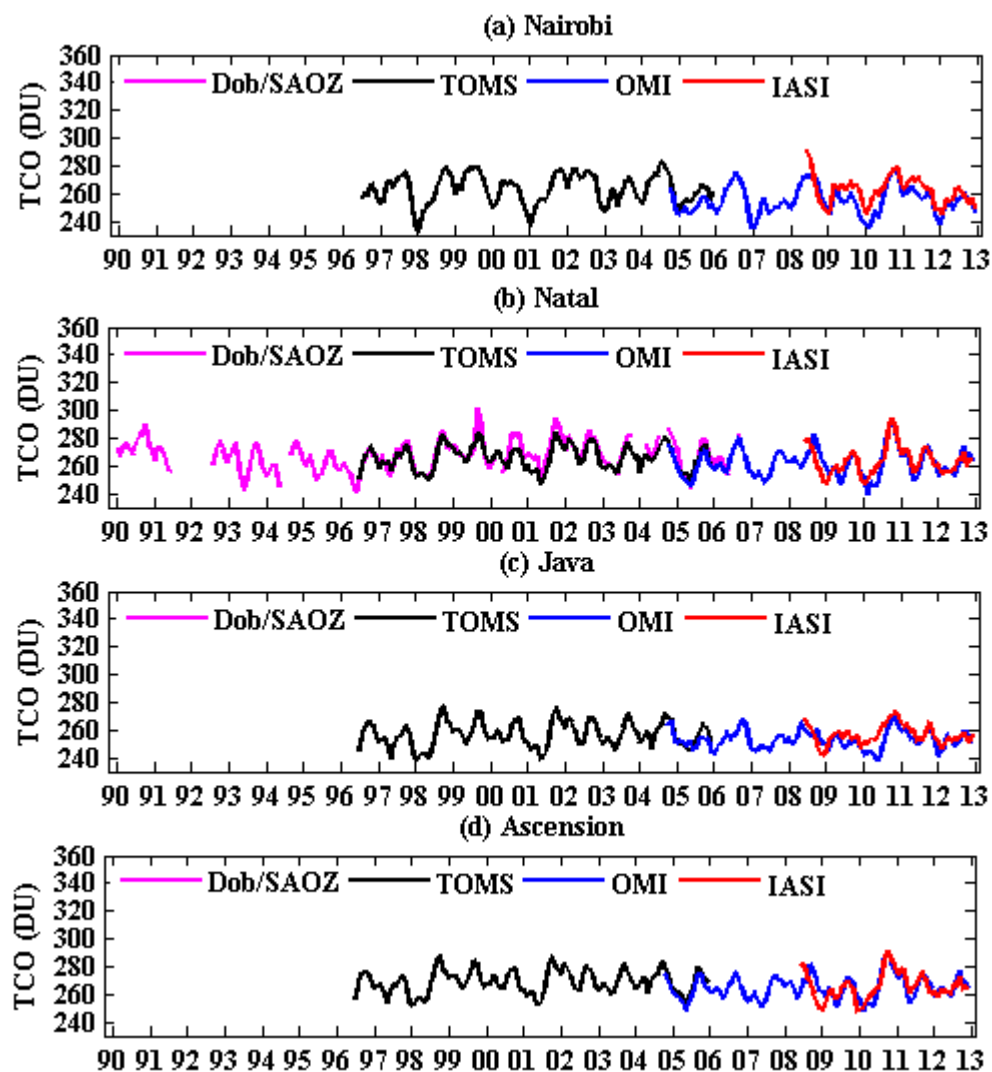 (a) Nairobi
360
340
320
300
280
260
240
TCO (DU)
Dob/SAOZ TOMS OMI IASI
90 91 92 93 94 95 96 97 98 99 00 01 02 03 04 05 06 07 08 09 10 11 12 13
(b) Natal
360
340
320
300
280
260
240
TCO (DU)
Dob/SAOZ TOMS OMI IASI
90 91 92 93 94 95 96 97 98 99 00 01 02 03 04 05 06 07 08 09 10 11 12 13
(c) Java
360
340
320
300
280
260
240
TCO (DU)
Dob/SAOZ TOMS OMI IASI
90 91 92 93 94 95 96 97 98 99 00 01 02 03 04 05 06 07 08 09 10 11 12 13
(d) Ascension
360
340
320
300
280
260
240
TCO (DU)
Dob/SAOZ TOMS OMI IASI
90 91 92 93 94 95 96 97 98 99 00 01 02 03 04 05 06 07 08 09 10 11 12 13